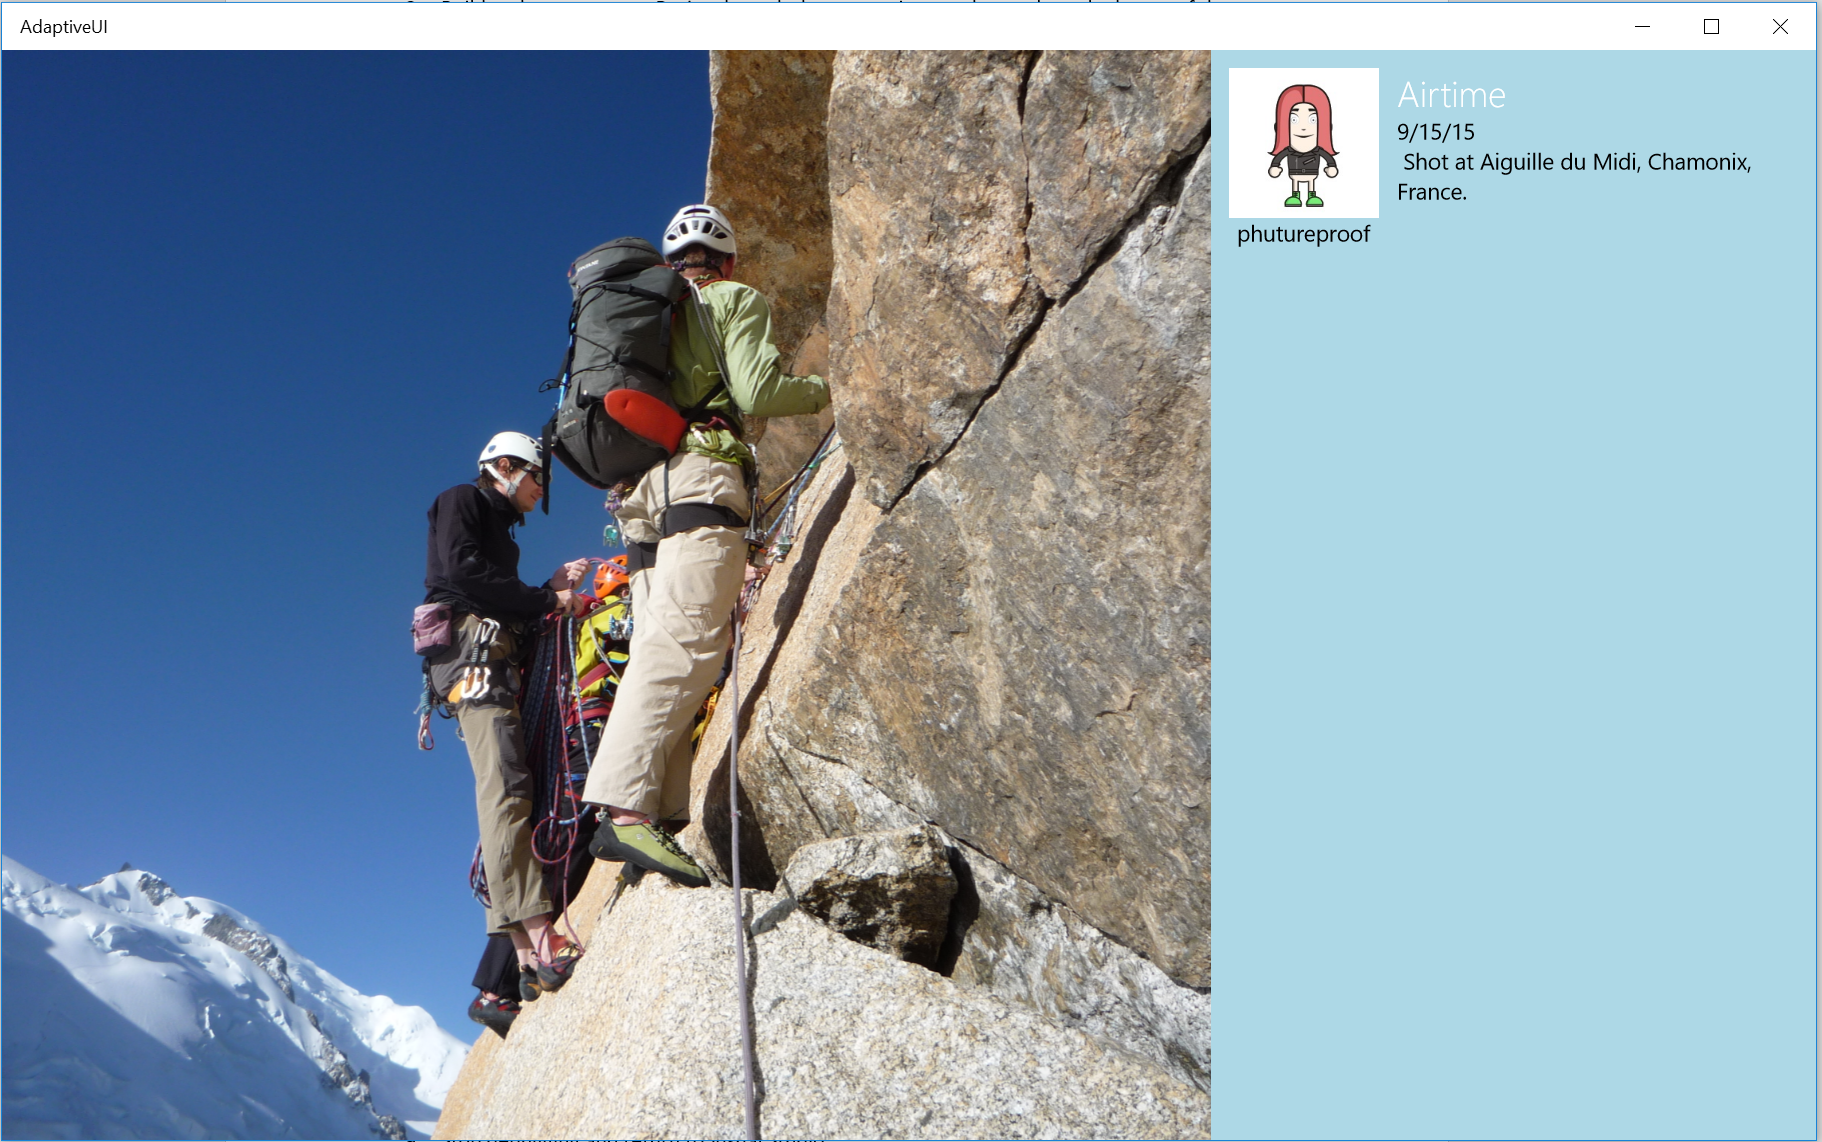 AdaptiveUI
Airtime
9/15/15
Shot at Aiguille du Midi, Chamonix,
France.
phutureproof